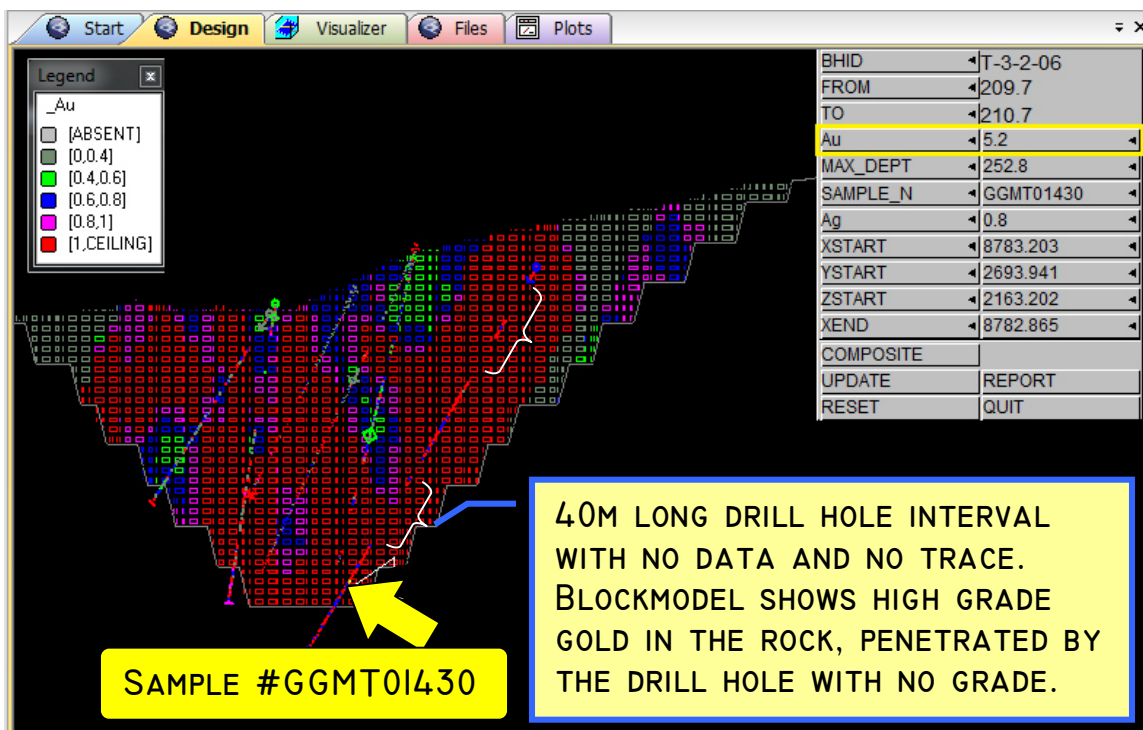 Start Design Visualizer Files Plots
Legend
_Au
[ABSENT]
[0,0.4]
[0.4,0.6]
[0.6,0.8]
[0.8,1]
[1,CEILING]
BHID T-3-2-06
FROM 209.7
TO 210.7
Au 5.2
MAX_DEPT 252.8
SAMPLE_N GGMT01430
Ag 0.8
XSTART 8783.203
YSTART 2693.941
ZSTART 2163.202
XEND 8782.865
COMPOSITE
UPDATE REPORT
RESET QUIT
40M LONG DRILL HOLE INTERVAL
WITH NO DATA AND NO TRACE.
BLOCKMODEL SHOWS HIGH GRADE
GOLD IN THE ROCK, PENETRATED BY
THE DRILL HOLE WITH NO GRADE.
SAMPLE #GGMT01430